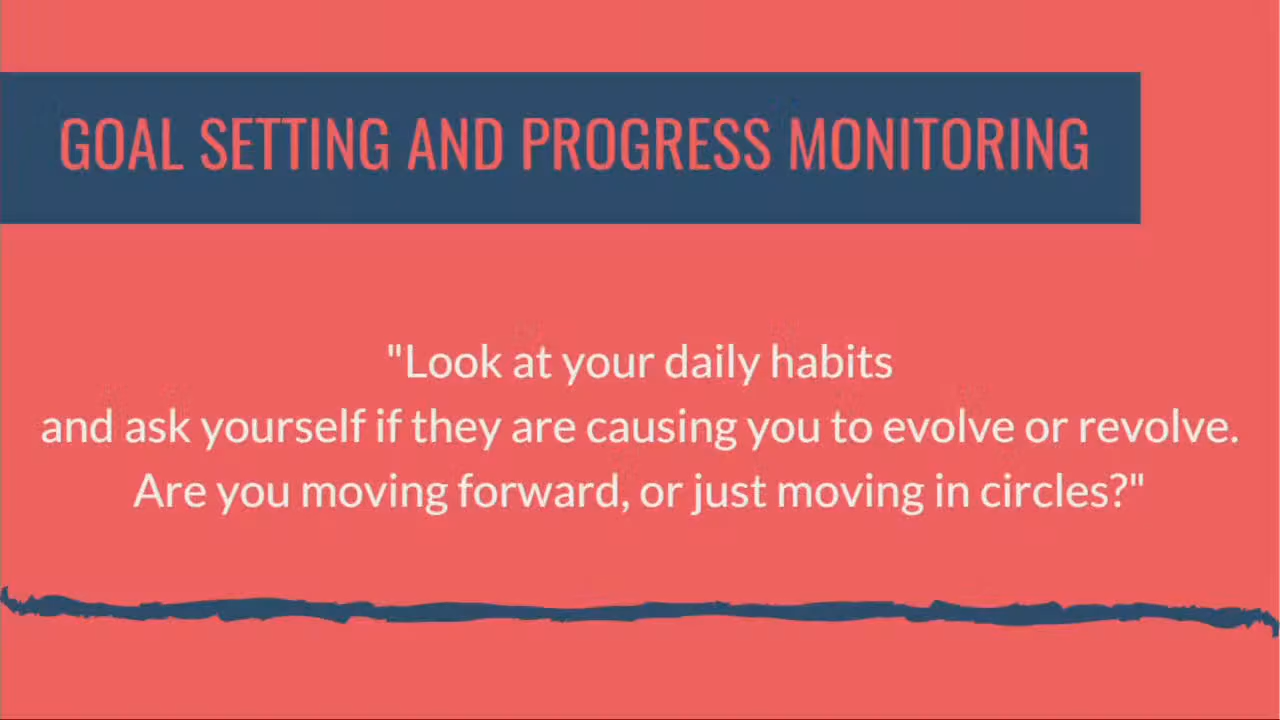 GOAL SETTING AND PROGRESS MONITORING
"Look at your daily habits
and ask yourself if they are causing you to evolve or revolve.
Are you moving forward, or just moving in circles?"